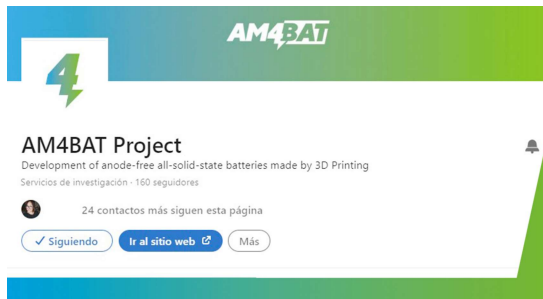 AM4BAT
4
AM4BAT Project
Development of anode-free all-solid-state batteries made by 3D Printing
Servicios de investigación · 160 seguidores
24 contactos más siguen esta página
Siguiendo
Ir al sitio web
Más